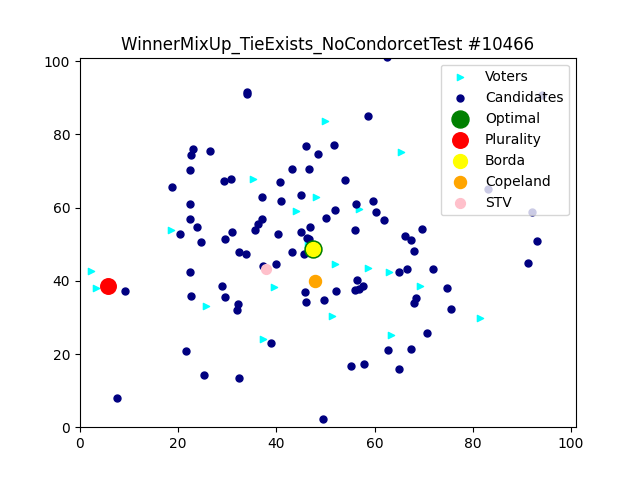 WinnerMixUp_TieExists_NoCondorcetTest #10466
100
80
60
40
20
0
0
20
40
60
80
100
Voters
Candidates
Optimal
Plurality
Borda
Copeland
STV